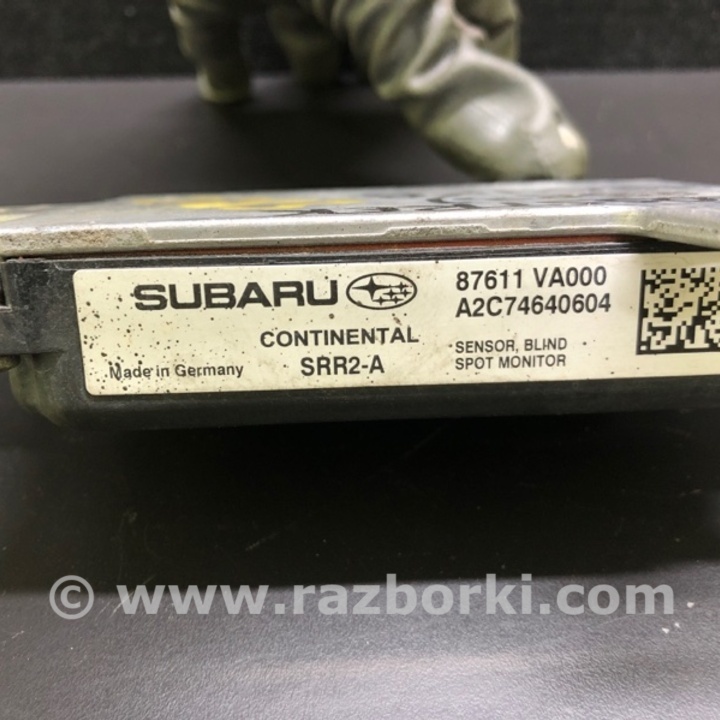 SUBARU
87611 VA000
A2C74640604
CONTINENTAL
SENSOR, BLIND
Made in Germany
SRR2-A
SPOT MONITOR
© www.razborki.com